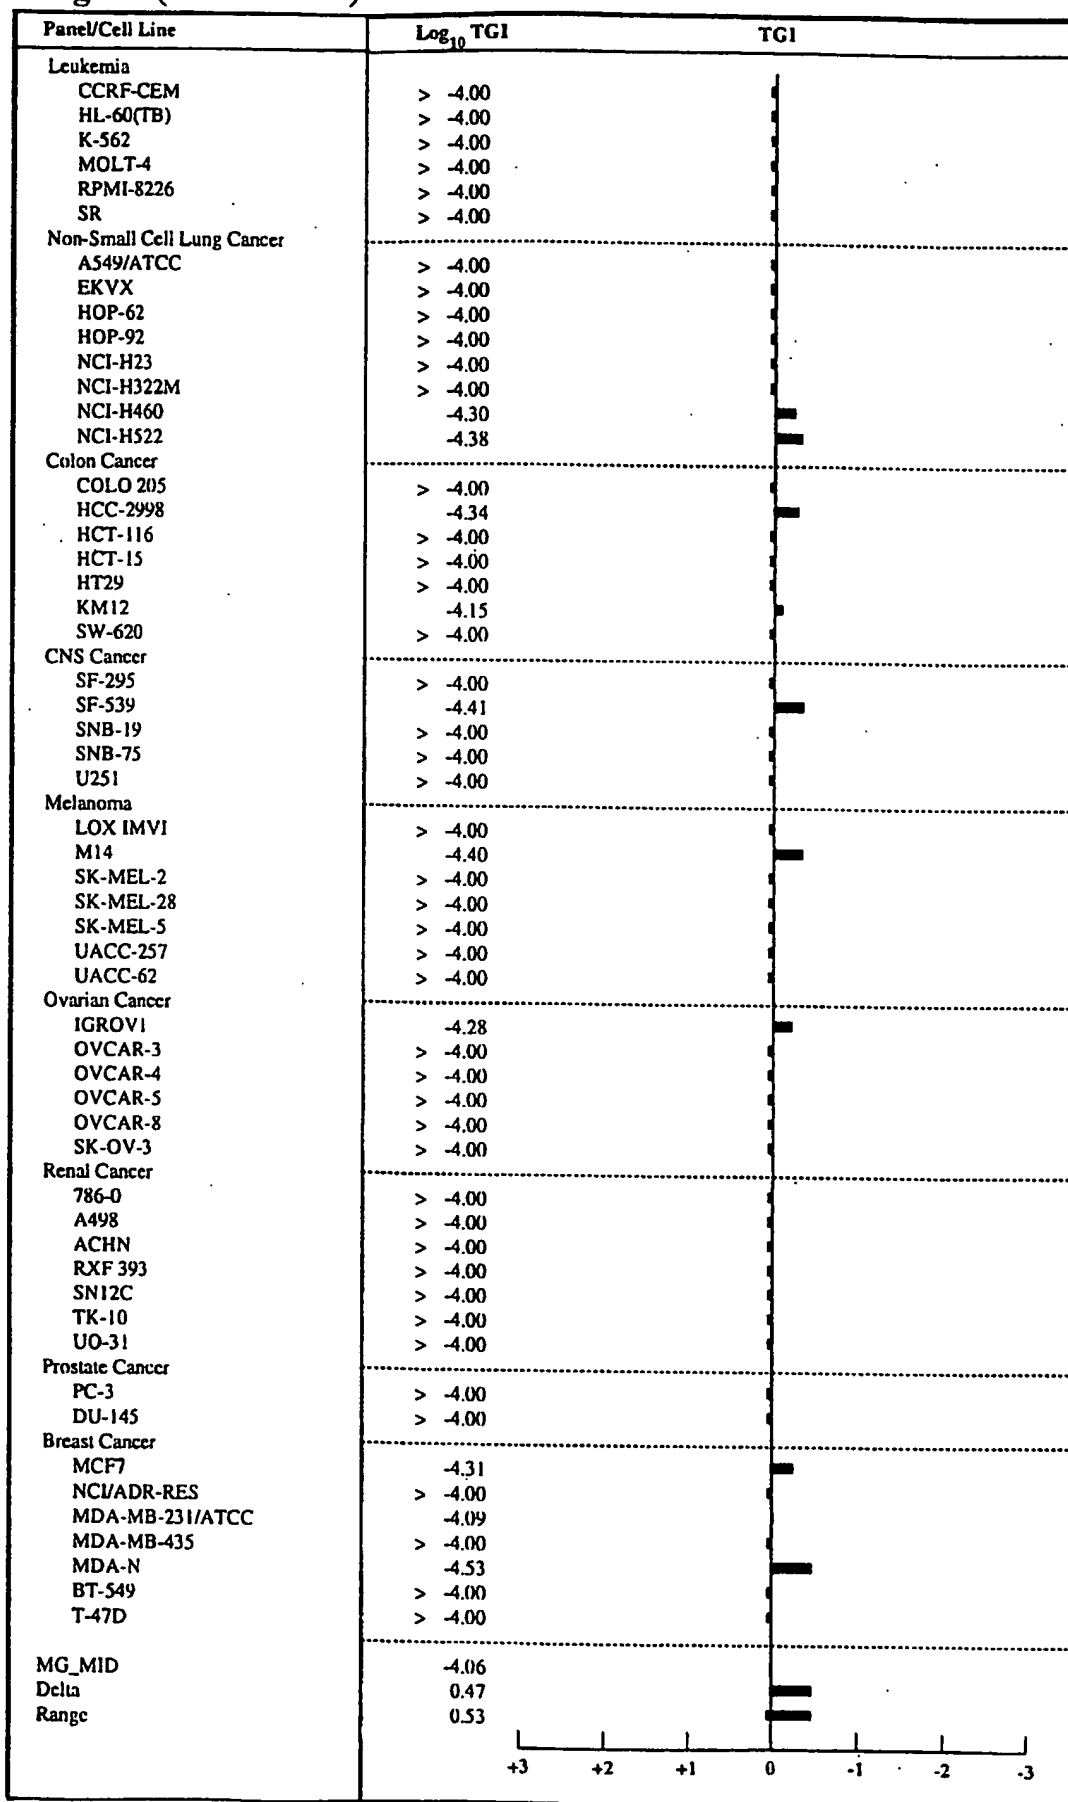 Panel/Cell Line Log10 TGI TGI
Leukemia
CCRF-CEM > -4.00
HL-60(TB) > -4.00
K-562 > -4.00
MOLT-4 > -4.00
RPMI-8226 > -4.00
SR > -4.00
Non-Small Cell Lung Cancer
A549/ATCC > -4.00
EKVX > -4.00
HOP-62 > -4.00
HOP-92 > -4.00
NCI-H23 > -4.00
NCI-H322M > -4.00
NCI-H460 -4.30
NCI-H522 -4.38
Colon Cancer
COLO 205 > -4.00
HCC-2998 -4.34
HCT-116 > -4.00
HCT-15 > -4.00
HT29 > -4.00
KM12 -4.15
SW-620 > -4.00
CNS Cancer
SF-295 > -4.00
SF-539 -4.41
SNB-19 > -4.00
SNB-75 > -4.00
U251 > -4.00
Melanoma
LOX IMVI > -4.00
M14 -4.40
SK-MEL-2 > -4.00
SK-MEL-28 > -4.00
SK-MEL-5 > -4.00
UACC-257 > -4.00
UACC-62 > -4.00
Ovarian Cancer
IGROV1 -4.28
OVCAR-3 > -4.00
OVCAR-4 > -4.00
OVCAR-5 > -4.00
OVCAR-8 > -4.00
SK-OV-3 > -4.00
Renal Cancer
786-0 > -4.00
A498 > -4.00
ACHN > -4.00
RXF 393 > -4.00
SN12C > -4.00
TK-10 > -4.00
UO-31 > -4.00
Prostate Cancer
PC-3 > -4.00
DU-145 > -4.00
Breast Cancer
MCF7 -4.31
NCI/ADR-RES > -4.00
MDA-MB-231/ATCC -4.09
MDA-MB-435 > -4.00
MDA-N -4.53
BT-549 > -4.00
T-47D > -4.00
MG_MID -4.06
Delta 0.47
Range 0.53
+3 +2 +1 0 -1 -2 -3